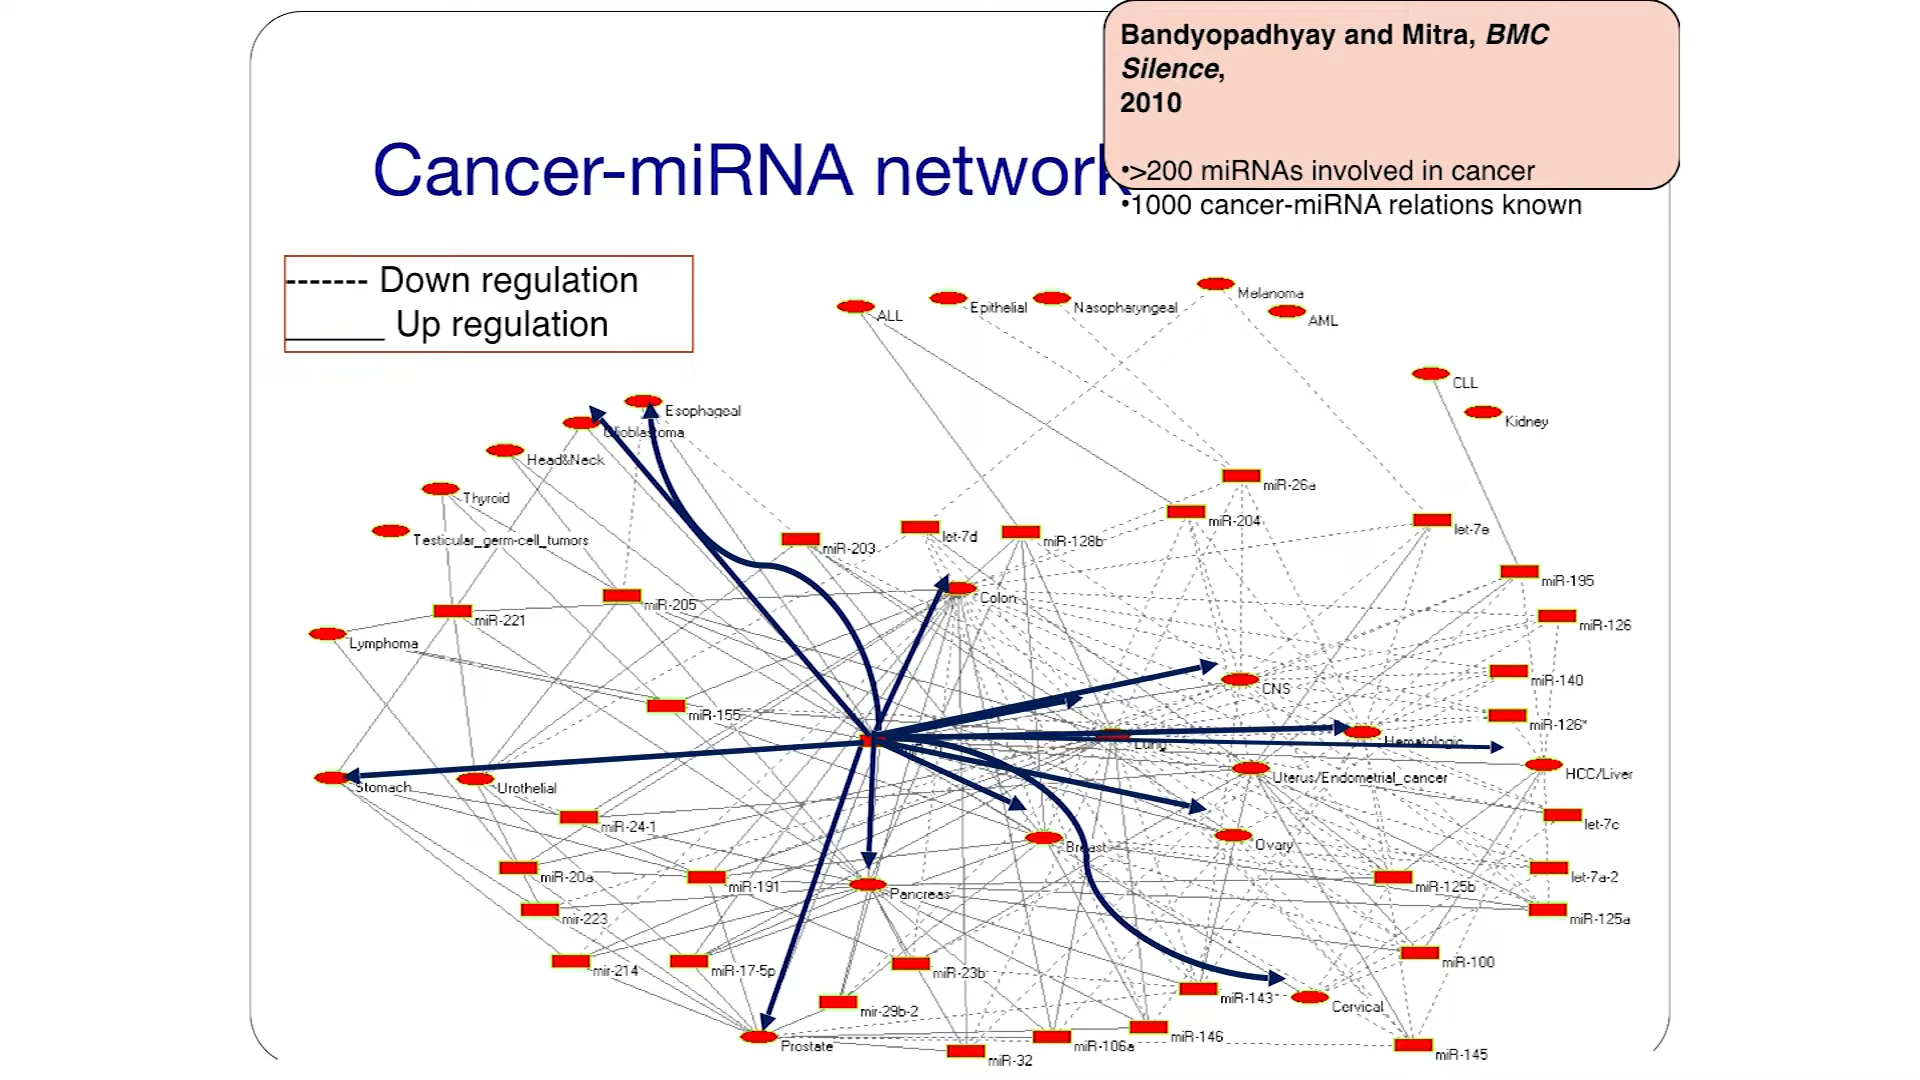 Bandyopadhyay and Mitra, BMC
Silence,
2010
•>200 miRNAs involved in cancer
•1000 cancer-miRNA relations known
Cancer-miRNA network
------- Down regulation
_____ Up regulation
Melanoma
ALL
Epithelial
Nasopharyngeal
AML
CLL
Kidney
Esophageal
Glioblastoma
Head&Neck
Thyroid
Testicular_germ-cell_tumors
miR-26a
miR-204
let-7e
miR-203
let-7d
miR-128b
miR-195
miR-205
Colon
miR-221
miR-126
Lymphoma
miR-140
CNS
miR-155
miR-126*
Lung
Hematologic
Stomach
Urothelial
Uterus/Endometrial_cancer
HCC/Liver
miR-24-1
let-7c
Breast
Ovary
miR-20a
miR-191
Pancreas
miR-125b
let-7a-2
mir-223
miR-125a
mir-214
miR-17-5p
miR-23b
miR-100
mir-29b-2
miR-143
Cervical
Prostate
miR-32
miR-106a
miR-146
miR-145